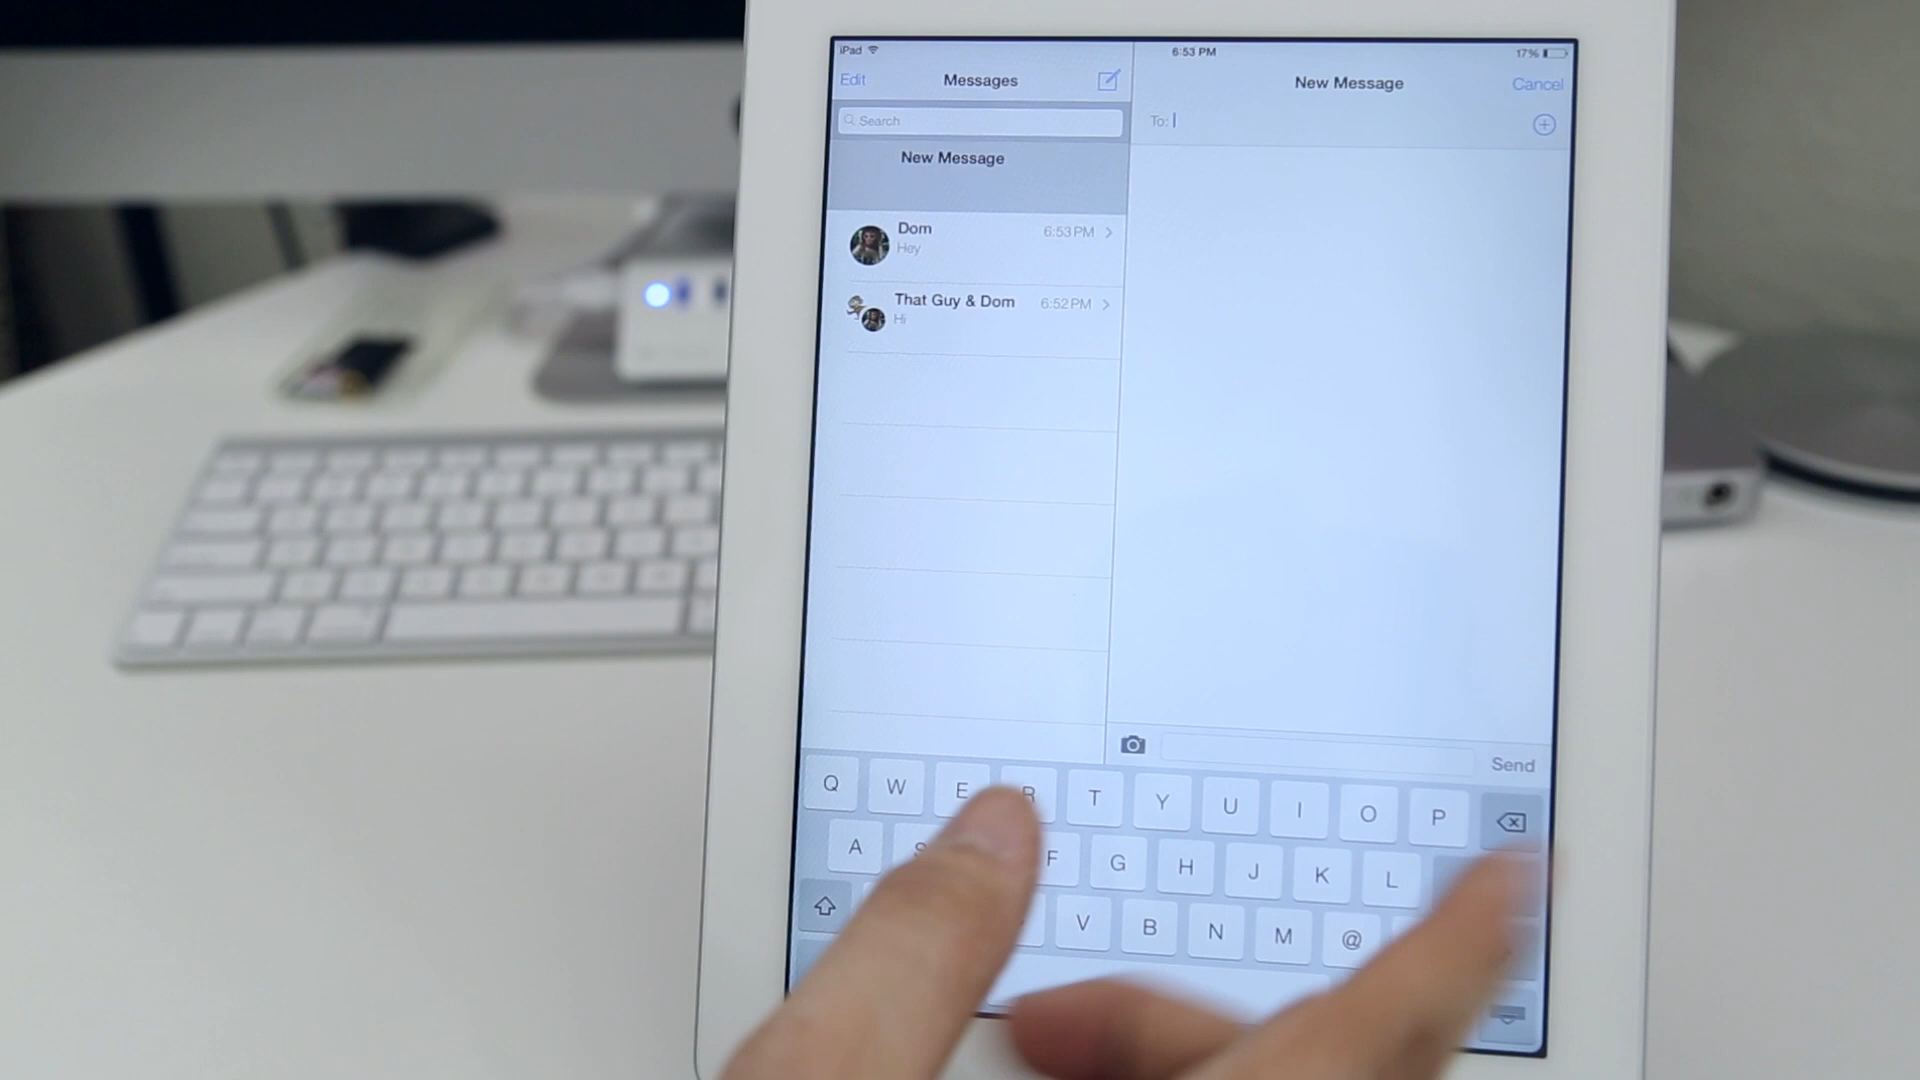 iPad
6:53 PM
17%
Edit
Messages
New Message
Cancel
Search
To:
New Message
Dom
6:53 PM
Hey
That Guy & Dom
6:52 PM
Hi
Send
Q W E R T Y U I O P
A S F G H J K L
V B N M @